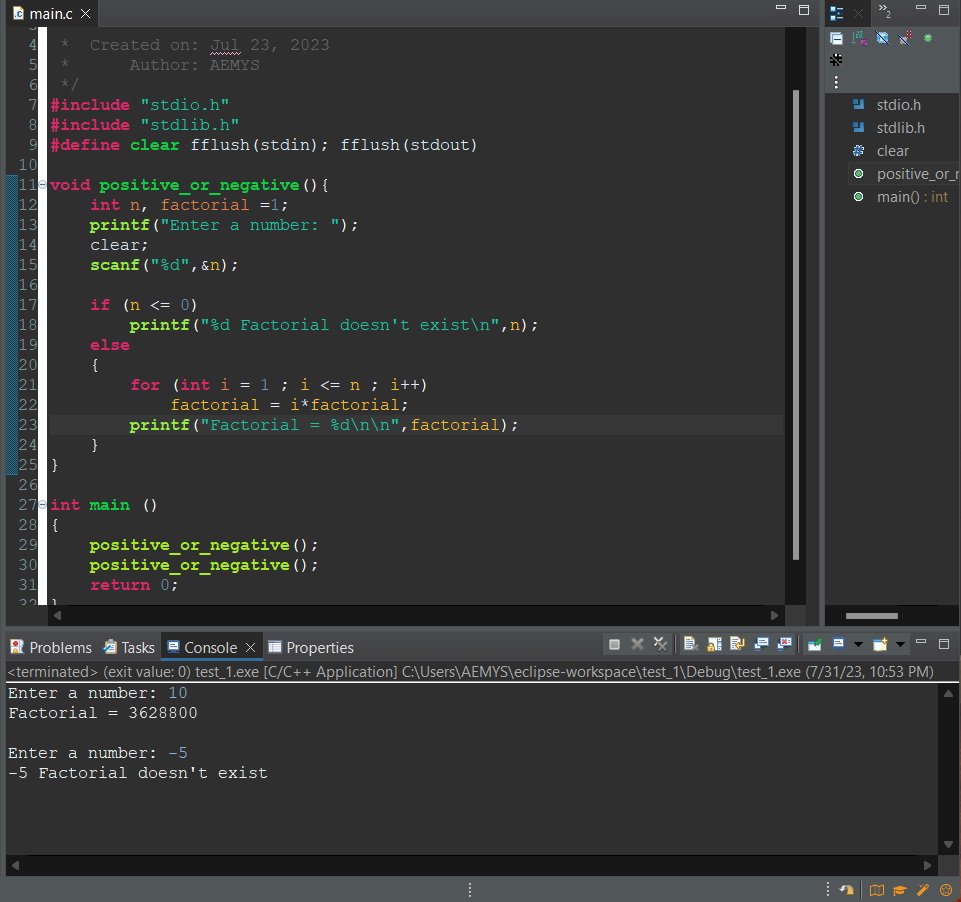 main.c
2
4 *  Created on: Jul 23, 2023
5 *      Author: AEMYS
6 */
7 #include "stdio.h"
8 #include "stdlib.h"
9 #define clear fflush(stdin); fflush(stdout)
10
11 void positive_or_negative(){
12     int n, factorial =1;
13     printf("Enter a number: ");
14     clear;
15     scanf("%d",&n);
16
17     if (n <= 0)
18         printf("%d Factorial doesn't exist\n",n);
19     else
20     {
21         for (int i = 1 ; i <= n ; i++)
22             factorial = i*factorial;
23         printf("Factorial = %d\n\n",factorial);
24     }
25 }
26
27 int main ()
28 {
29     positive_or_negative();
30     positive_or_negative();
31     return 0;
stdio.h
stdlib.h
clear
positive_or_
main() : int
Problems Tasks Console Properties
<terminated> (exit value: 0) test_1.exe [C/C++ Application] C:\Users\AEMYS\eclipse-workspace\test_1\Debug\test_1.exe (7/31/23, 10:53 PM)
Enter a number: 10
Factorial = 3628800
Enter a number: -5
-5 Factorial doesn't exist